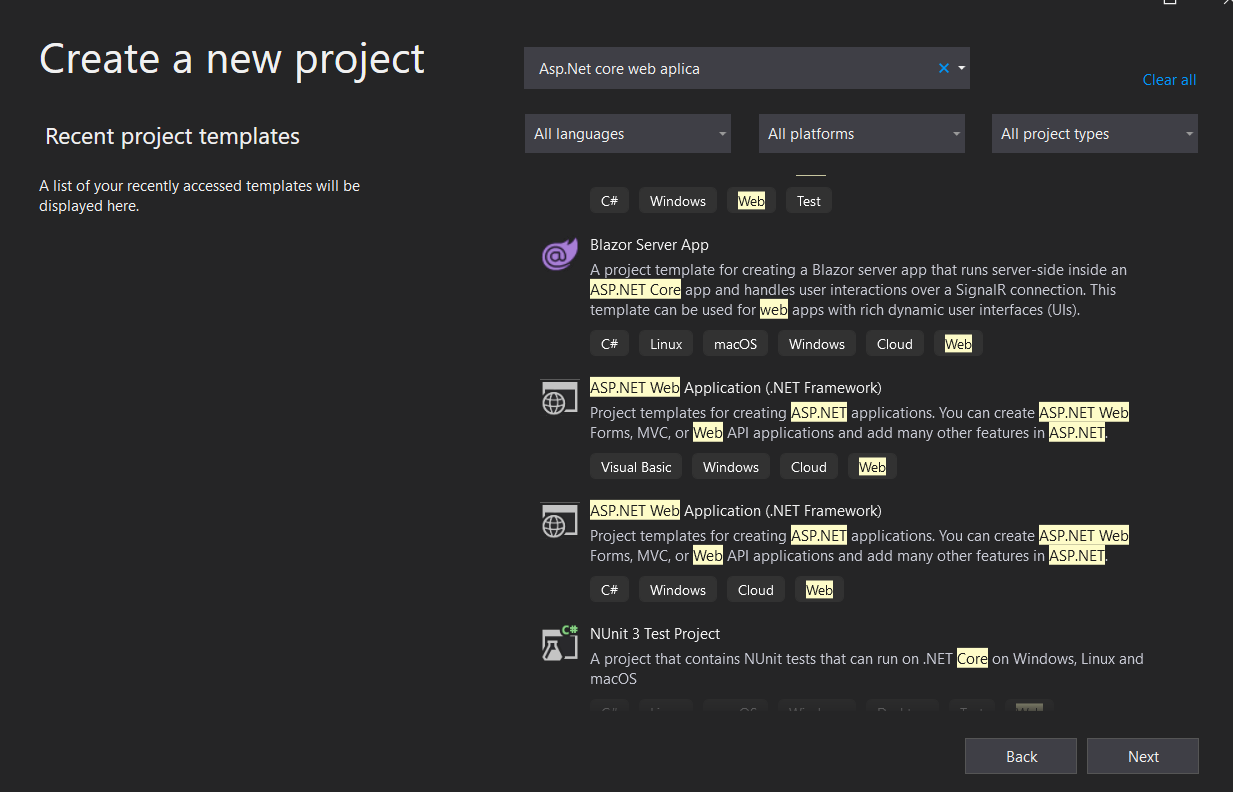 Create a new project
Asp.Net core web aplica
Clear all
Recent project templates
All languages
All platforms
All project types
A list of your recently accessed templates will be
displayed here.
C# Windows Web Test
Blazor Server App
A project template for creating a Blazor server app that runs server-side inside an
ASP.NET Core app and handles user interactions over a SignalR connection. This
template can be used for web apps with rich dynamic user interfaces (UIs).
C# Linux macOS Windows Cloud Web
ASP.NET Web Application (.NET Framework)
Project templates for creating ASP.NET applications. You can create ASP.NET Web
Forms, MVC, or Web API applications and add many other features in ASP.NET.
Visual Basic Windows Cloud Web
ASP.NET Web Application (.NET Framework)
Project templates for creating ASP.NET applications. You can create ASP.NET Web
Forms, MVC, or Web API applications and add many other features in ASP.NET.
C# Windows Cloud Web
C#
NUnit 3 Test Project
A project that contains NUnit tests that can run on .NET Core on Windows, Linux and
macOS
Back
Next